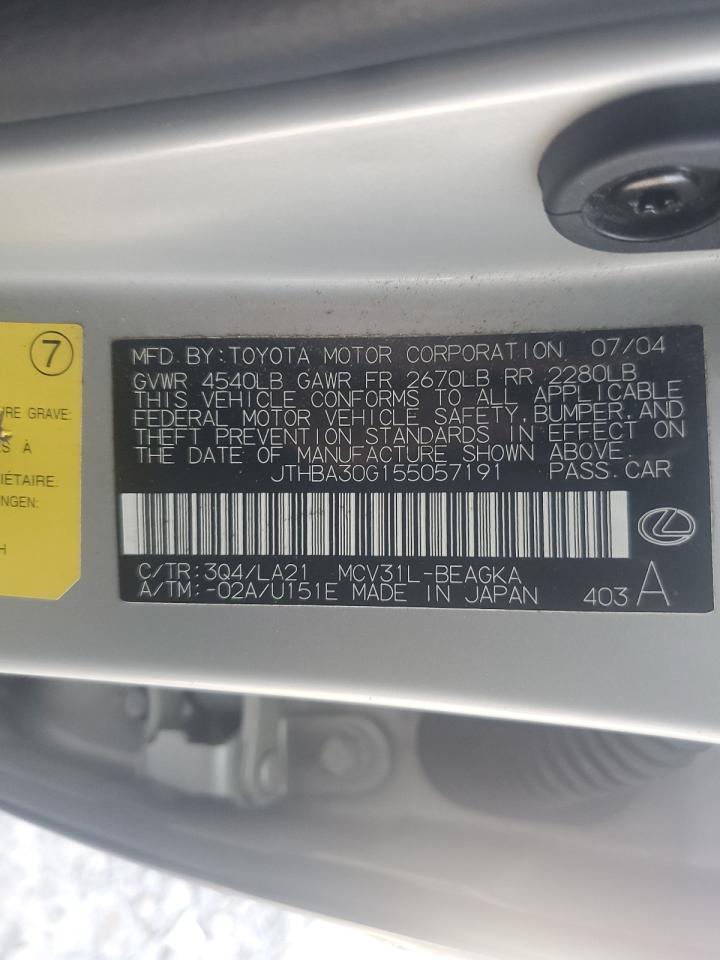 7
RE GRAVE:
S À
IÉTAIRE.
NGEN:
H
MFD BY: TOYOTA MOTOR CORPORATION 07/04
GVWR 4540LB GAWR FR 2670LB RR 2280LB
THIS VEHICLE CONFORMS TO ALL APPLICABLE
FEDERAL MOTOR VEHICLE SAFETY, BUMPER, AND
THEFT PREVENTION STANDARDS IN EFFECT ON
THE DATE OF MANUFACTURE SHOWN ABOVE.
JTHBA30G155057191 PASS.CAR
C/TR: 3Q4/LA21 MCV31L-BEAGKA
A/TM: -02A/U151E MADE IN JAPAN 403 A